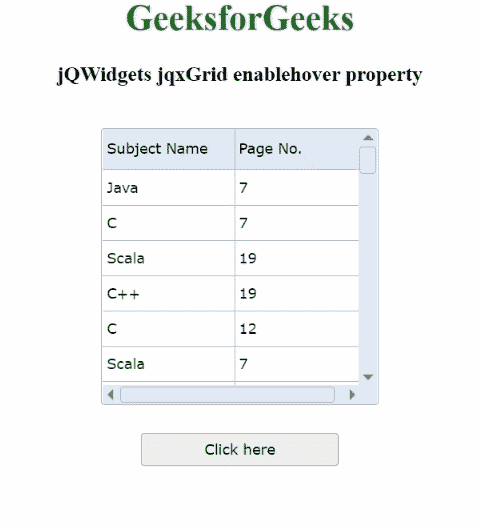 GeeksforGeeks
jQWidgets jqxGrid enablehover property
Subject Name Page No.
Java 7
C 7
Scala 19
C++ 19
C 12
Scala 7
Click here